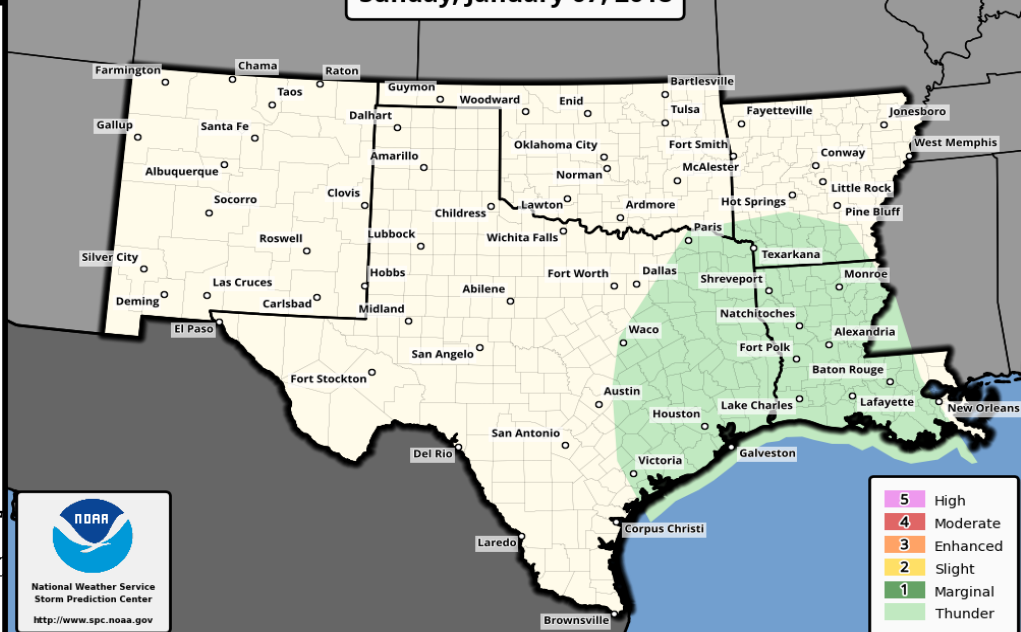 Sunday, January 07, 2018
Farmington
Chama
Raton
Guymon
Bartlesville
Taos
Woodward
Enid
Tulsa
Fayetteville
Jonesboro
Gallup
Santa Fe
Dalhart
Oklahoma City
Fort Smith
West Memphis
Albuquerque
Amarillo
Norman
McAlester
Conway
Socorro
Clovis
Childress
Lawton
Ardmore
Hot Springs
Little Rock
Pine Bluff
Roswell
Lubbock
Wichita Falls
Paris
Texarkana
Silver City
Hobbs
Fort Worth
Dallas
Shreveport
Monroe
Deming
Las Cruces
Carlsbad
Midland
Abilene
Natchitoches
El Paso
Waco
Alexandria
San Angelo
Fort Polk
Fort Stockton
Baton Rouge
Austin
Lake Charles
Lafayette
New Orleans
Houston
San Antonio
Del Rio
Galveston
Victoria
Corpus Christi
Laredo
Brownsville
NOAA
National Weather Service
Storm Prediction Center
http://www.spc.noaa.gov
5 High
4 Moderate
3 Enhanced
2 Slight
1 Marginal
Thunder